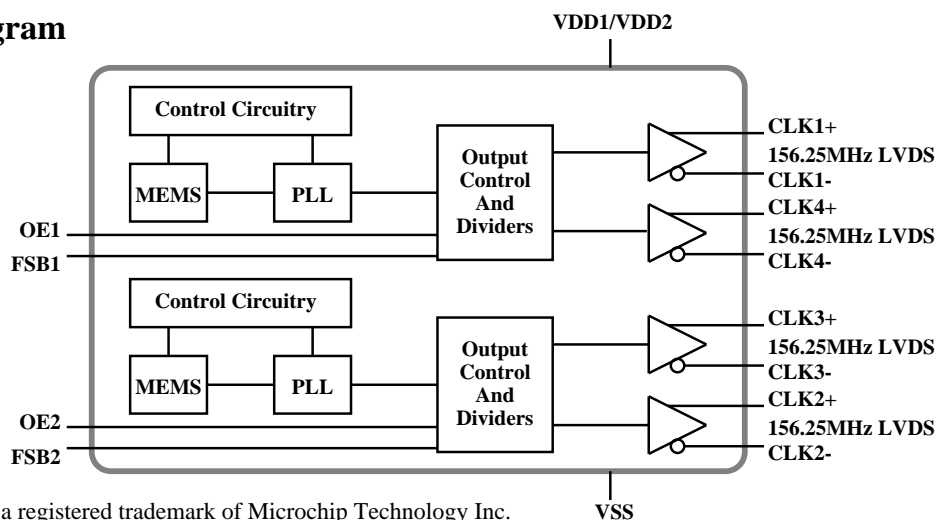 gram
VDD1/VDD2
Control Circuitry
MEMS
PLL
Output
Control
And
Dividers
CLK1+
156.25MHz LVDS
CLK1-
CLK4+
156.25MHz LVDS
CLK4-
OE1
FSB1
Control Circuitry
MEMS
PLL
Output
Control
And
Dividers
CLK3+
156.25MHz LVDS
CLK3-
CLK2+
156.25MHz LVDS
CLK2-
OE2
FSB2
VSS
a registered trademark of Microchip Technology Inc.